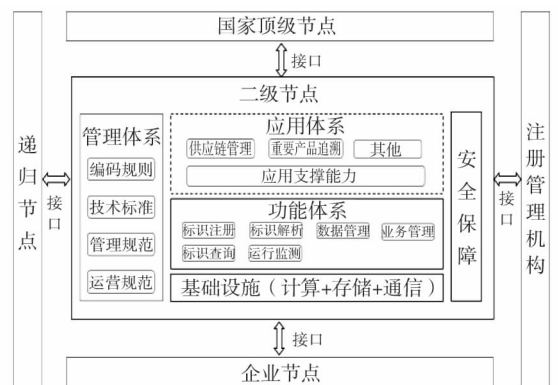 国家顶级节点
接口
二级节点
递归节点
接口
管理体系
编码规则
技术标准
管理规范
运营规范
应用体系
供应链管理 重要产品追溯 其他
应用支撑能力
功能体系
标识注册 标识解析 数据管理 业务管理
标识查询 运行监测
基础设施（计算+存储+通信）
安全保障
接口
注册管理机构
接口
企业节点